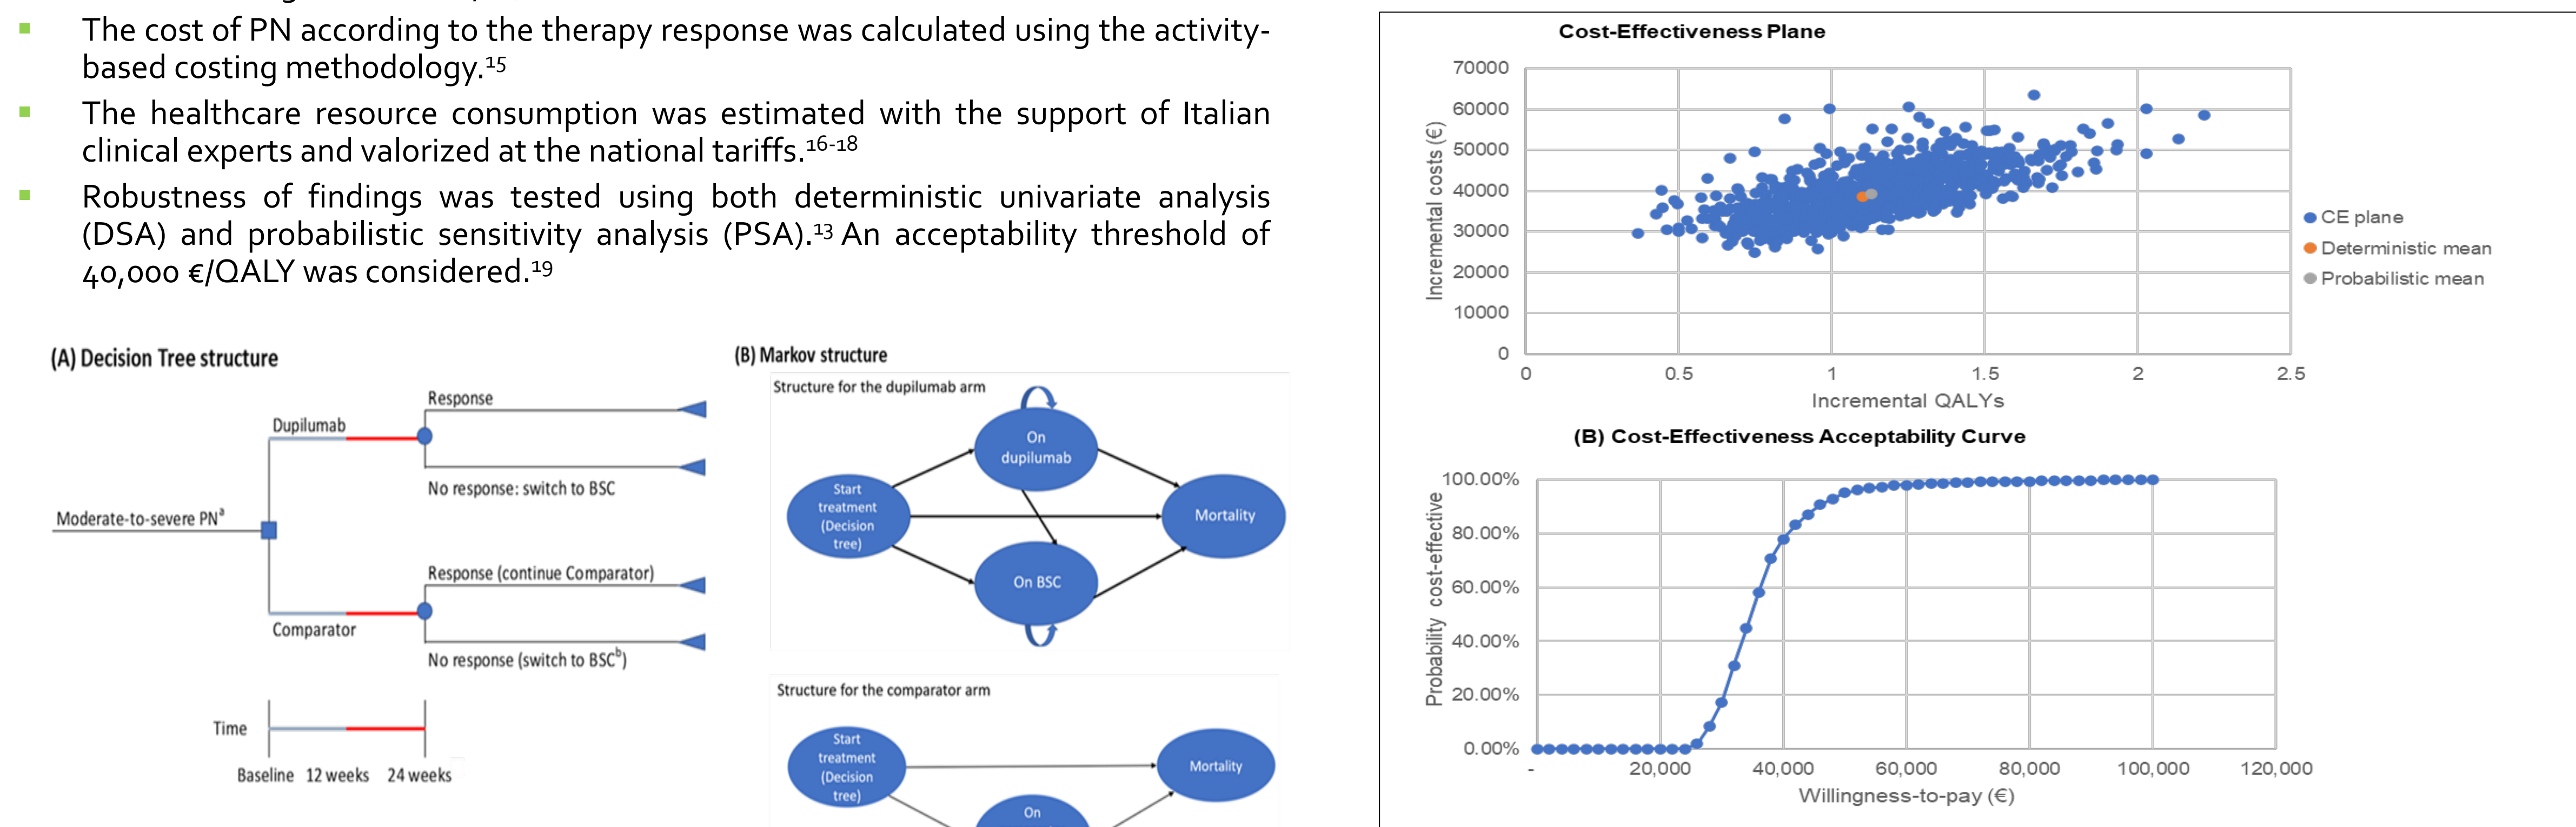 ▪ The cost of PN according to the therapy response was calculated using the activity-
based costing methodology.¹⁵
▪ The healthcare resource consumption was estimated with the support of Italian
clinical experts and valorized at the national tariffs.¹⁶⁻¹⁸
▪ Robustness of findings was tested using both deterministic univariate analysis
(DSA) and probabilistic sensitivity analysis (PSA).¹³ An acceptability threshold of
40,000 €/QALY was considered.¹⁹
(A) Decision Tree structure
Response
Dupilumab
No response: switch to BSC
Moderate-to-severe PNᵃ
Response (continue Comparator)
Comparator
No response (switch to BSCᵇ)
Time
Baseline 12 weeks 24 weeks
(B) Markov structure
Structure for the dupilumab arm
On
dupilumab
Start
treatment
(Decision
tree)
Mortality
On BSC
Structure for the comparator arm
Start
treatment
(Decision
tree)
Mortality
On
Cost-Effectiveness Plane
70000
60000
50000
40000
30000
20000
10000
0
Incremental costs (€)
0 0.5 1 1.5 2 2.5
Incremental QALYs
CE plane
Deterministic mean
Probabilistic mean
(B) Cost-Effectiveness Acceptability Curve
100.00%
80.00%
60.00%
40.00%
20.00%
0.00%
Probability cost-effective
- 20,000 40,000 60,000 80,000 100,000 120,000
Willingness-to-pay (€)